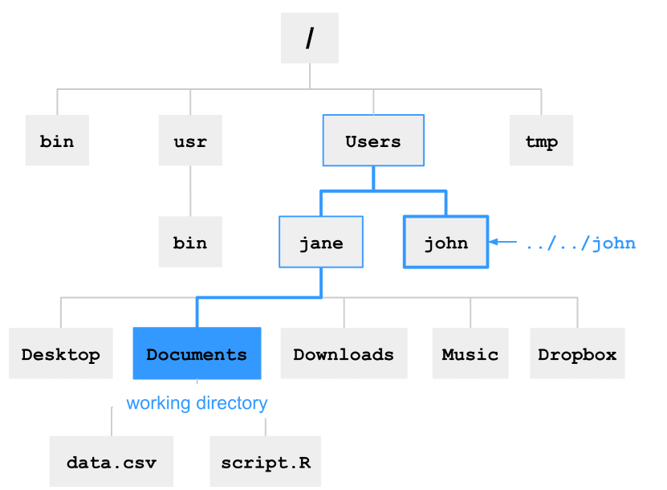 /
bin
usr
Users
tmp
bin
jane
john
../../john
Desktop
Documents
Downloads
Music
Dropbox
working directory
data.csv
script.R